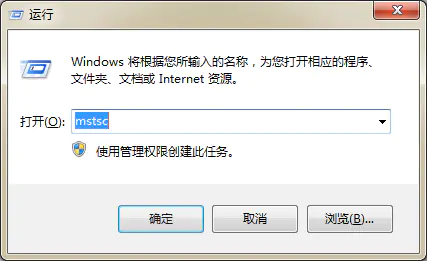 运行
Windows 将根据您所输入的名称，为您打开相应的程序、
文件夹、文档或 Internet 资源。
打开(O): mstsc
使用管理权限创建此任务。
确定 取消 浏览(B)...